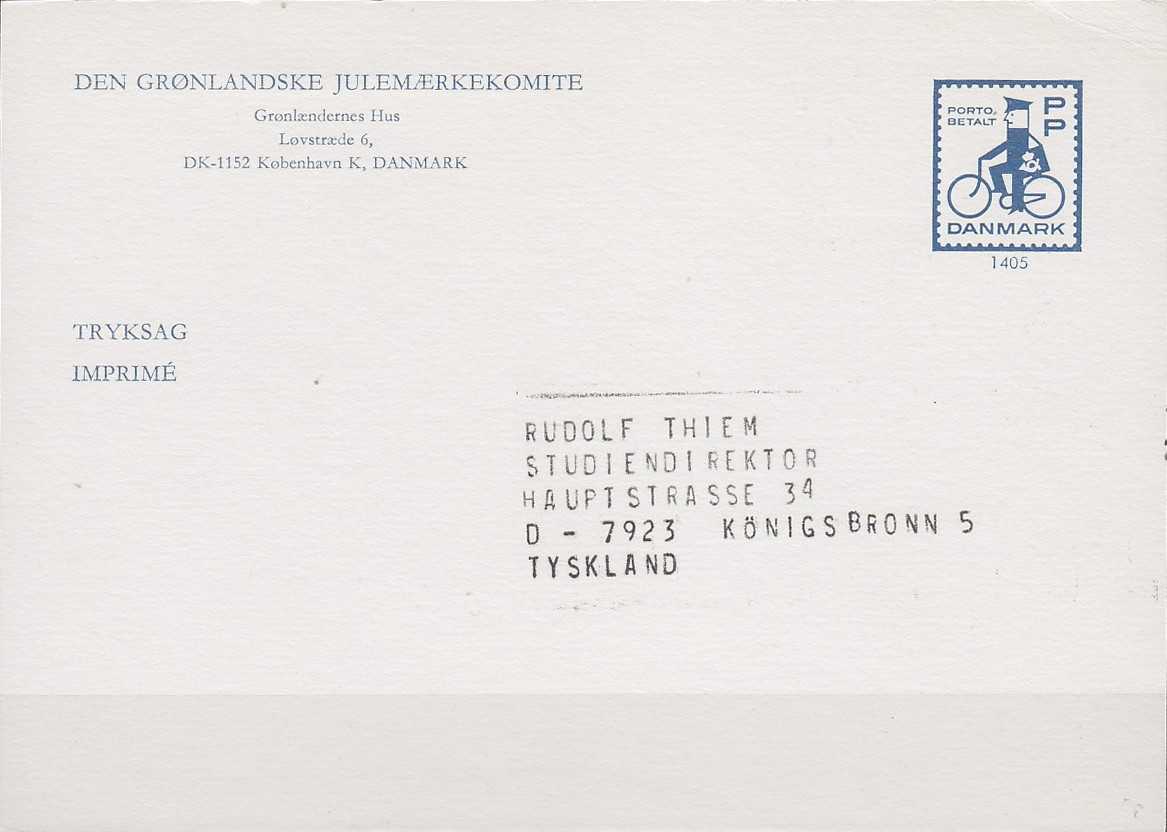 DEN GRØNLANDSKE JULEMÆRKEKOMITE
Grønlændernes Hus
Løvstræde 6,
DK-1152 København K, DANMARK
PORTO
BETALT
P
P
DANMARK
1405
TRYKSAG
IMPRIMÉ
RUDOLF THIEM
STUDIENDIREKTOR
HAUPTSTRASSE 34
D - 7923 KÖNIGSBRONN 5
TYSKLAND